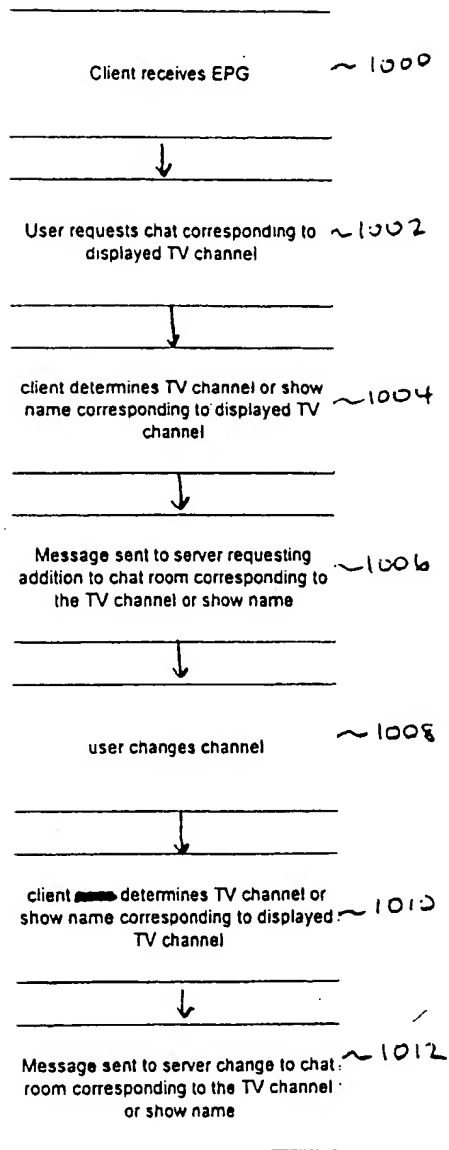 Client receives EPG ~ 1000
User requests chat corresponding to ~1002
displayed TV channel
client determines TV channel or show
name corresponding to displayed TV ~1004
channel
Message sent to server requesting
addition to chat room corresponding to ~1006
the TV channel or show name
user changes channel ~ 1008
client determines TV channel or
show name corresponding to displayed ~ 1010
TV channel
Message sent to server change to chat ~ 1012
room corresponding to the TV channel
or show name